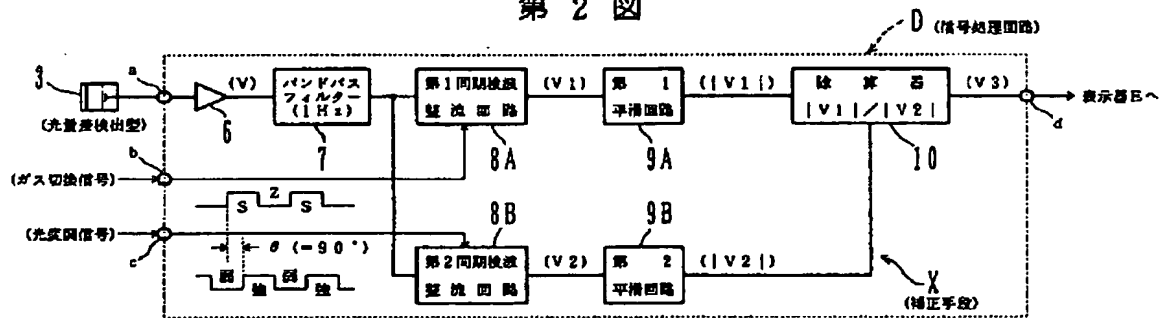 第 2 図
D (信号処理回路)
3
a
(V)
バンドパス
フィルター
(1Hz)
7
6
(光量差検出型)
第1同期検波
整流回路
8A
(V1)
第 1
平滑回路
9A
(|V1|)
除 算 器
|V1|/|V2|
10
(V3)
d
表示器Eへ
b
(ガス切換信号)
S Z S
c
(光変調信号)
θ (=90°)
弱 強 弱 強
第2同期検波
整流回路
8B
(V2)
第 2
平滑回路
9B
(|V2|)
X
(補正手段)